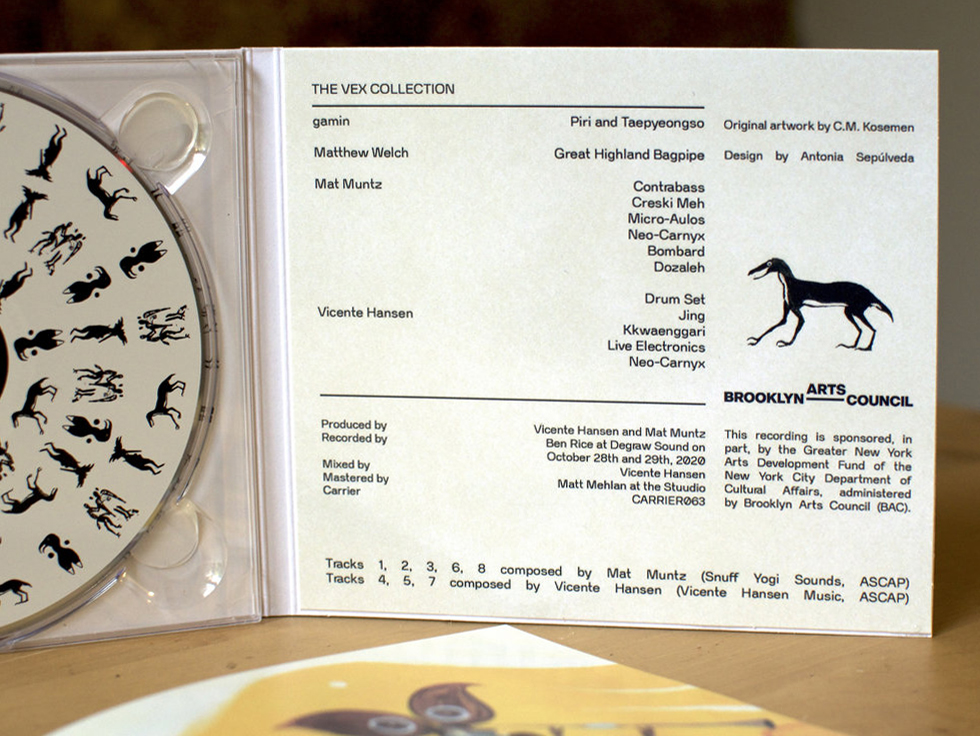 THE VEX COLLECTION
gamin Piri and Taepyeongso
Matthew Welch Great Highland Bagpipe
Mat Muntz Contrabass
Creski Meh
Micro-Aulos
Neo-Carnyx
Bombard
Dozaleh
Drum Set
Vicente Hansen Jing
Kkwaenggari
Live Electronics
Neo-Carnyx
Produced by Vicente Hansen and Mat Muntz
Recorded by Ben Rice at Degraw Sound on
October 28th and 29th, 2020
Mixed by Vicente Hansen
Mastered by Matt Mehlan at the Stuudio
Carrier CARRIERØ63
Original artwork by C.M. Kosemen
Design by Antonia Sepúlveda
BROOKLYN ARTS COUNCIL
This recording is sponsored, in
part, by the Greater New York
Arts Development Fund of the
New York City Department of
Cultural Affairs, administered
by Brooklyn Arts Council (BAC).
Tracks 1, 2, 3, 6, 8 composed by Mat Muntz (Snuff Yogi Sounds, ASCAP)
Tracks 4, 5, 7 composed by Vicente Hansen (Vicente Hansen Music, ASCAP)